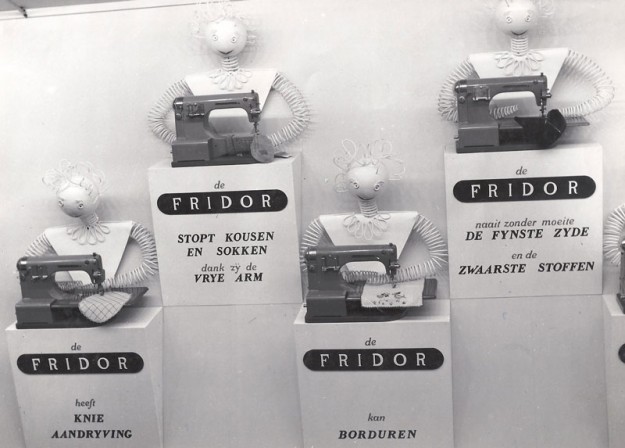 de
FRIDOR
heeft
KNIE
AANDRYVING
de
FRIDOR
STOPT KOUSEN
EN SOKKEN
dank zÿ de
VRYE ARM
de
FRIDOR
kan
BORDUREN
de
FRIDOR
naait zonder moeite
DE FYNSTE ZYDE
en de
ZWAARSTE STOFFEN